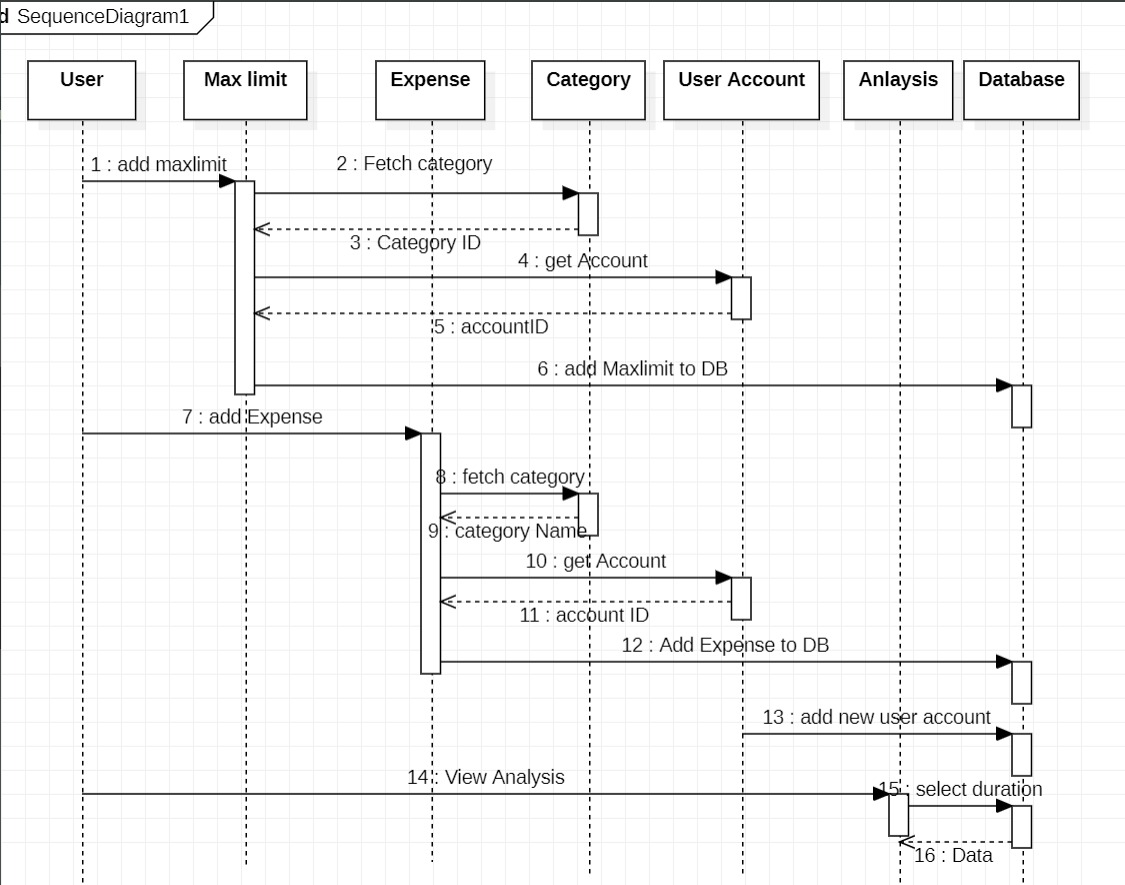 d SequenceDiagram1
User
Max limit
Expense
Category
User Account
Anlaysis
Database
1 : add maxlimit
2 : Fetch category
3 : Category ID
4 : get Account
5 : accountID
6 : add Maxlimit to DB
7 : add Expense
8 : fetch category
9 : category Name
10 : get Account
11 : account ID
12 : Add Expense to DB
13 : add new user account
14 : View Analysis
15 : select duration
16 : Data